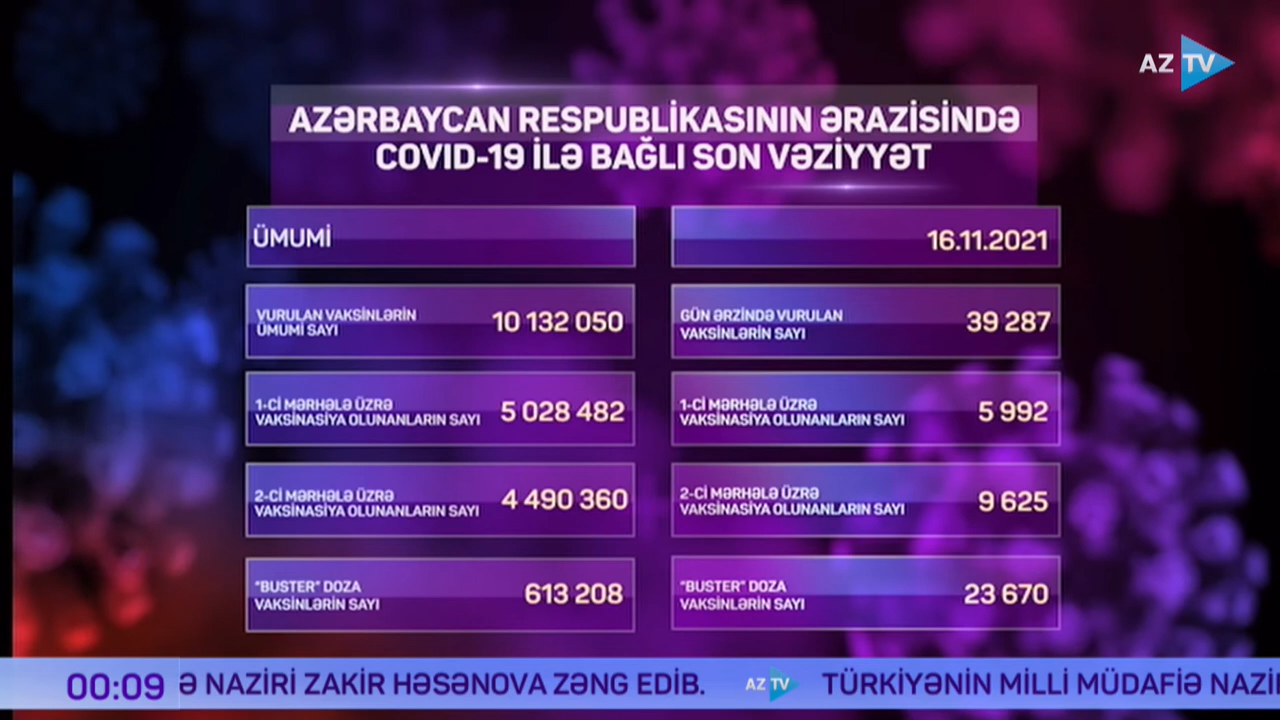 AZ TV
AZƏRBAYCAN RESPUBLİKASININ ƏRAZİSİNDƏ
COVID-19 İLƏ BAĞLI SON VƏZİYYƏT
ÜMUMİ
16.11.2021
VURULAN VAKSİNLƏRİN
ÜMUMİ SAYI
10 132 050
GÜN ƏRZİNDƏ VURULAN
VAKSİNLƏRİN SAYI
39 287
1-Cİ MƏRHƏLƏ ÜZRƏ
VAKSİNASİYA OLUNANLARIN SAYI
5 028 482
1-Cİ MƏRHƏLƏ ÜZRƏ
VAKSİNASİYA OLUNANLARIN SAYI
5 992
2-Cİ MƏRHƏLƏ ÜZRƏ
VAKSİNASİYA OLUNANLARIN SAYI
4 490 360
2-Cİ MƏRHƏLƏ ÜZRƏ
VAKSİNASİYA OLUNANLARIN SAYI
9 625
"BUSTER" DOZA
VAKSİNLƏRİN SAYI
613 208
"BUSTER" DOZA
VAKSİNLƏRİN SAYI
23 670
00:09 Ə NAZİRİ ZAKİR HƏSƏNOVA ZƏNG EDİB. AZ TV TÜRKİYƏNİN MİLLİ MÜDAFİƏ NAZİ